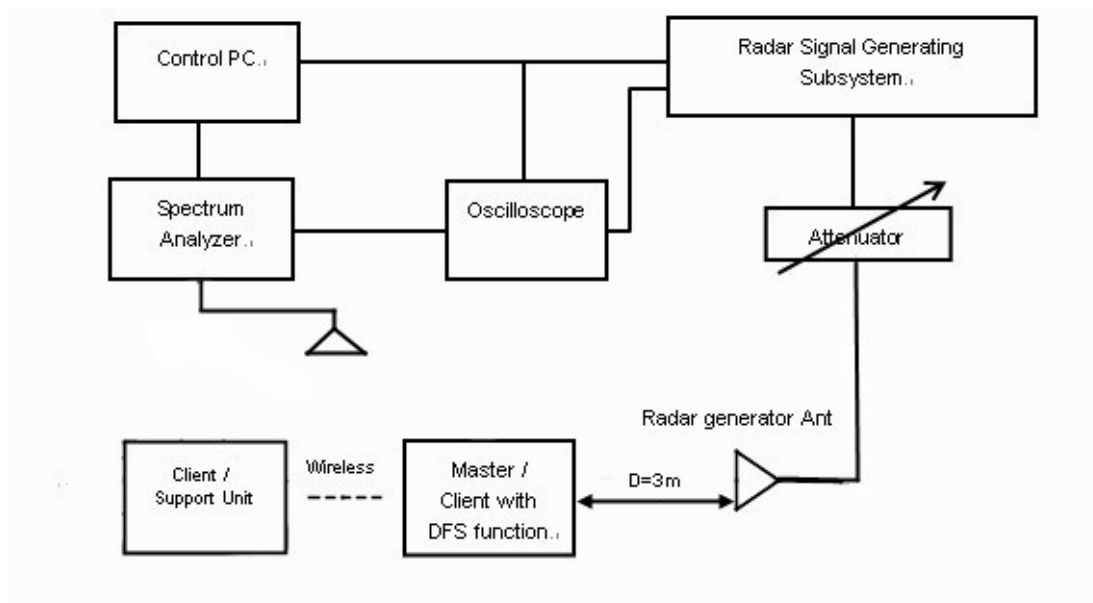 Control PC.
Radar Signal Generating
Subsystem.
Spectrum
Analyzer.
Oscilloscope
Attenuator
Radar generator Ant
Client /
Support Unit
Wireless
Master /
Client with
DFS function.
D=3m